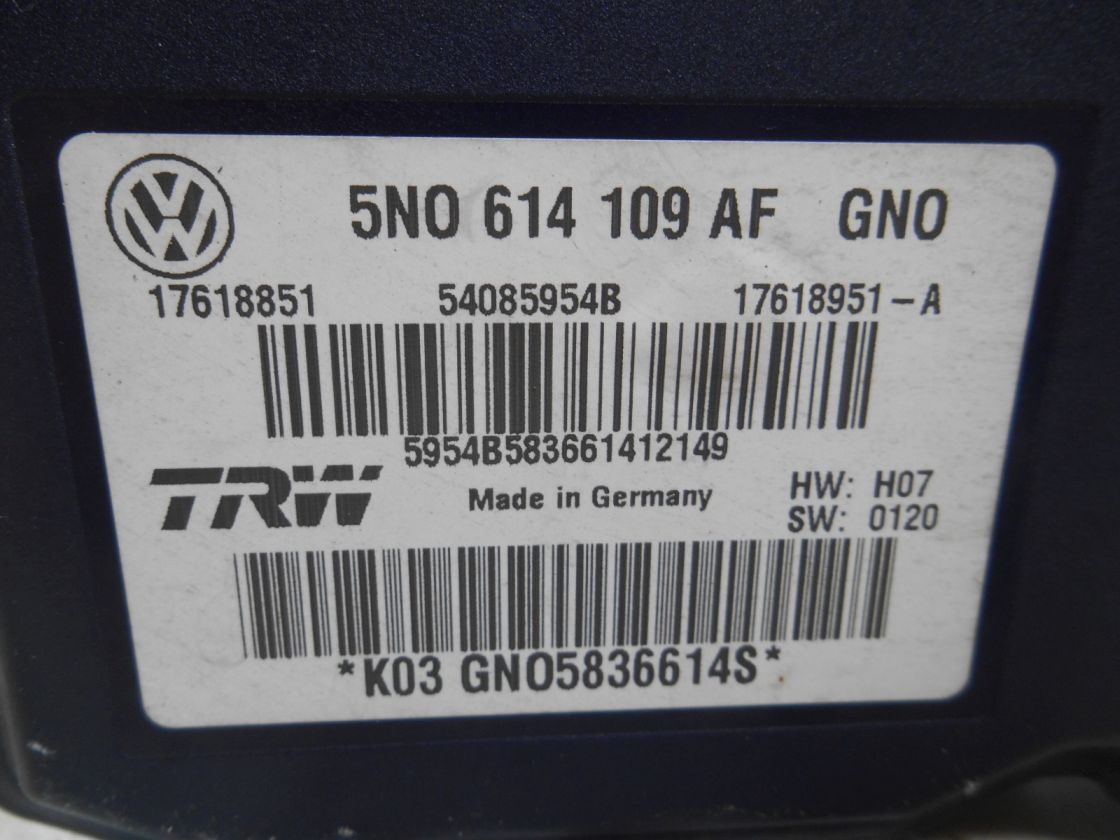 5N0 614 109 AF GNO
17618851 54085954B 17618951-A
5954B583661412149
TRW Made in Germany HW: H07
SW: 0120
*K03 GNO5836614S*